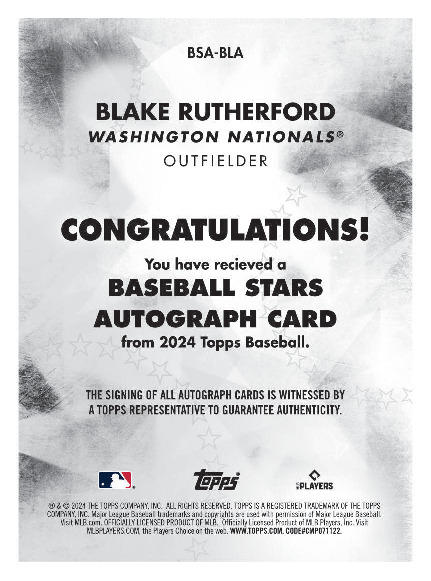 BSA-BLA
BLAKE RUTHERFORD
WASHINGTON NATIONALS®
OUTFIELDER
CONGRATULATIONS!
You have recieved a
BASEBALL STARS
AUTOGRAPH CARD
from 2024 Topps Baseball.
THE SIGNING OF ALL AUTOGRAPH CARDS IS WITNESSED BY
A TOPPS REPRESENTATIVE TO GUARANTEE AUTHENTICITY.
Topps
MLBPLAYERS
® & © 2024 THE TOPPS COMPANY, INC. ALL RIGHTS RESERVED. TOPPS IS A REGISTERED TRADEMARK OF THE TOPPS
COMPANY, INC. Major League Baseball trademarks and copyrights are used with permission of Major League Baseball.
Visit MLB.com. OFFICIALLY LICENSED PRODUCT OF MLB. Officially Licensed Product of MLB Players, Inc. Visit
MLBPLAYERS.COM, the Players Choice on the web. WWW.TOPPS.COM. CODE#CMP071122.